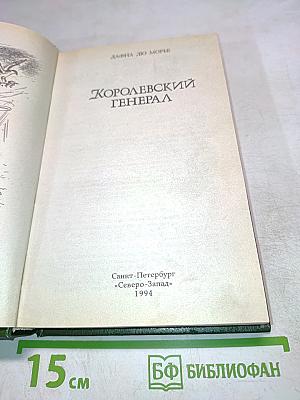 ДАФНА ДЮ МОРЬЕ
КОРОЛЕВСКИЙ
ГЕНЕРАЛ
Санкт-Петербург
«Северо-Запад»
1994
15 см
БФ БИБЛИОФАН